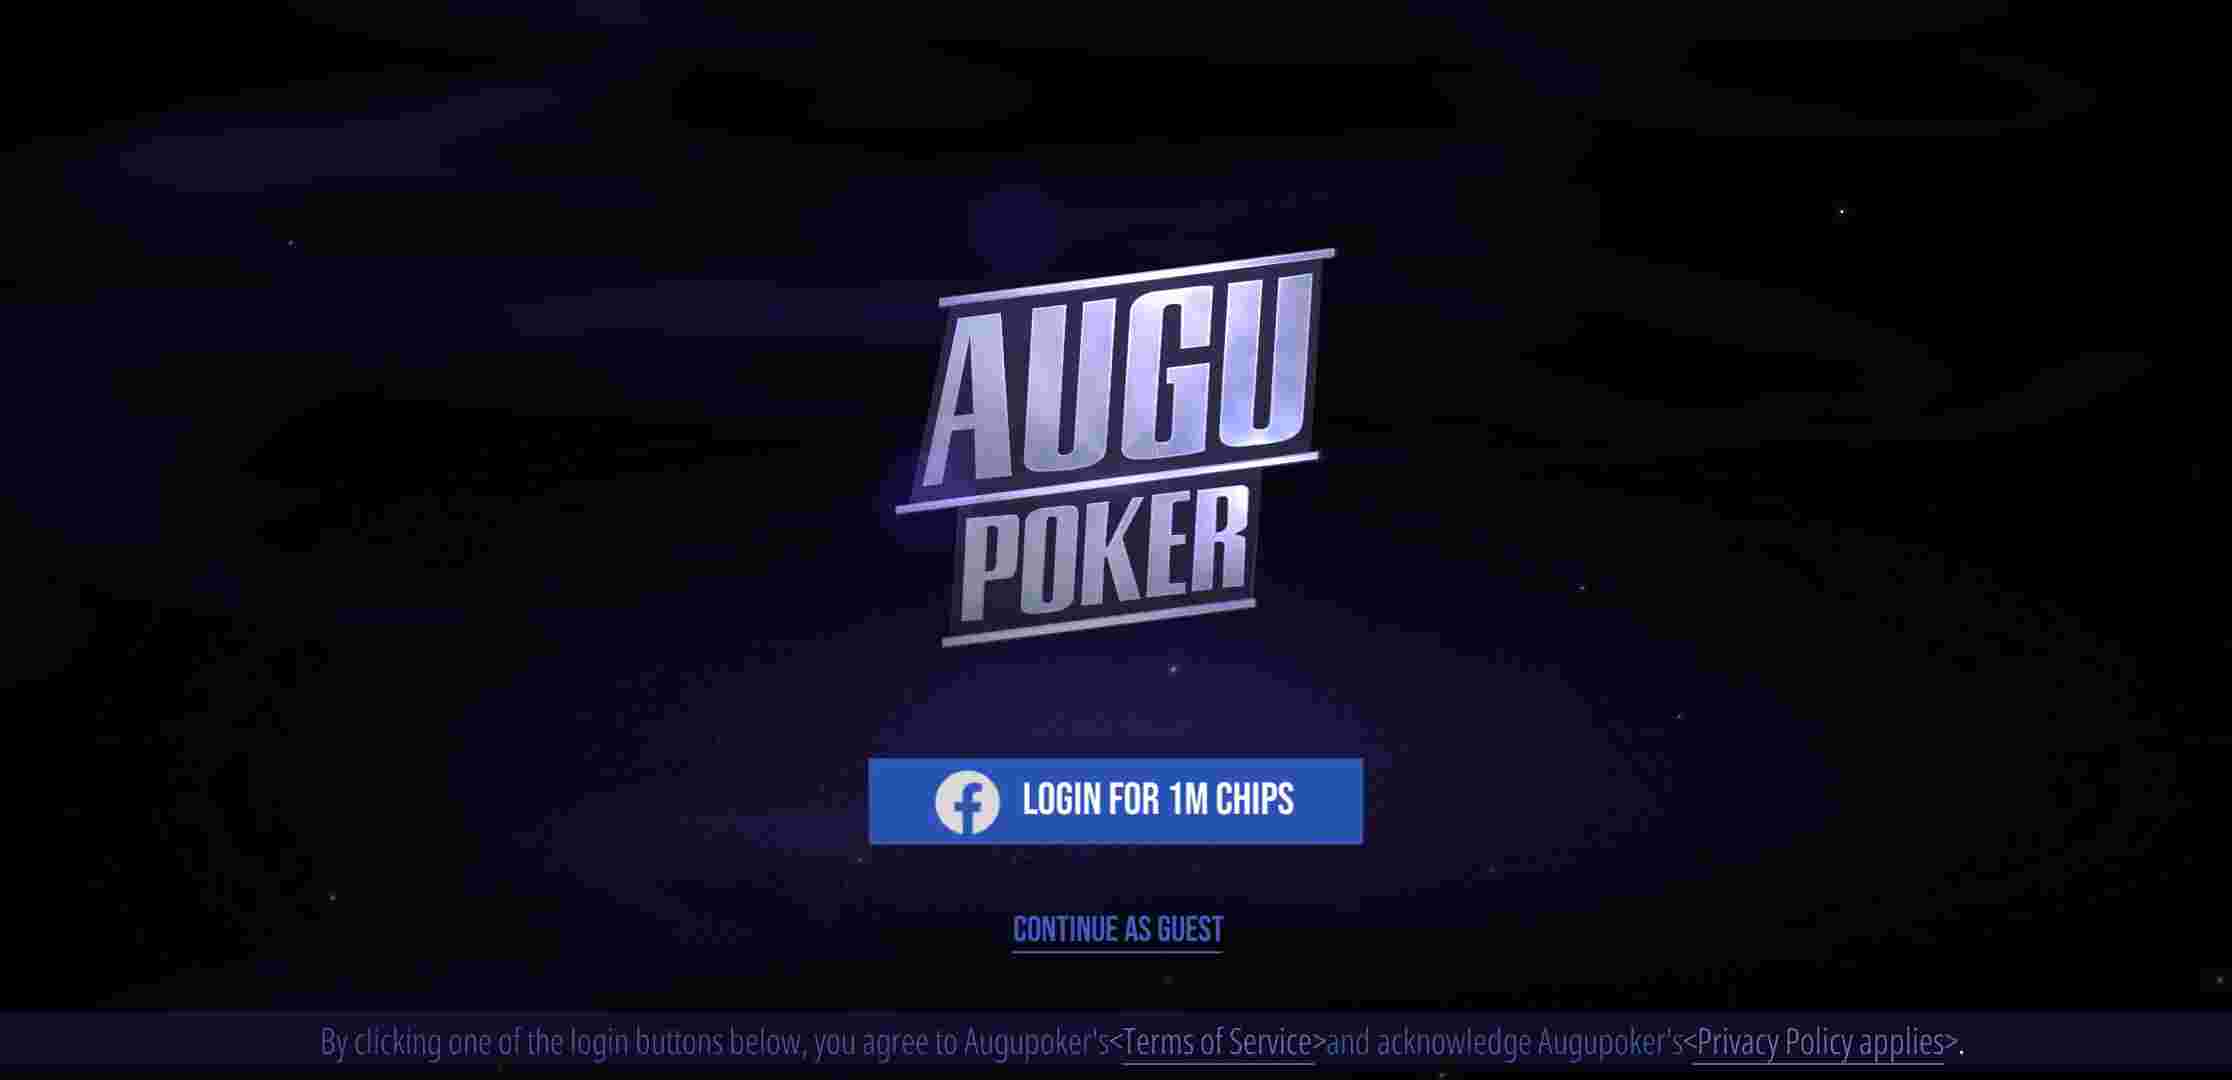 AUGU
POKER
LOGIN FOR 1M CHIPS
CONTINUE AS GUEST
By clicking one of the login buttons below, you agree to Augupoker's<Terms of Service>and acknowledge Augupoker's<Privacy Policy applies>.